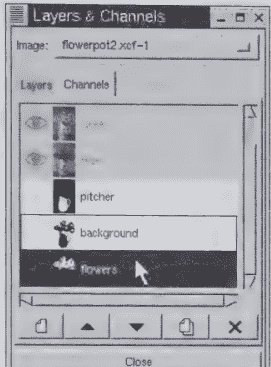 Layers & Channels
Image: flowerpot2.xcf-1
Layers Channels
pitcher
background
flowers
Close